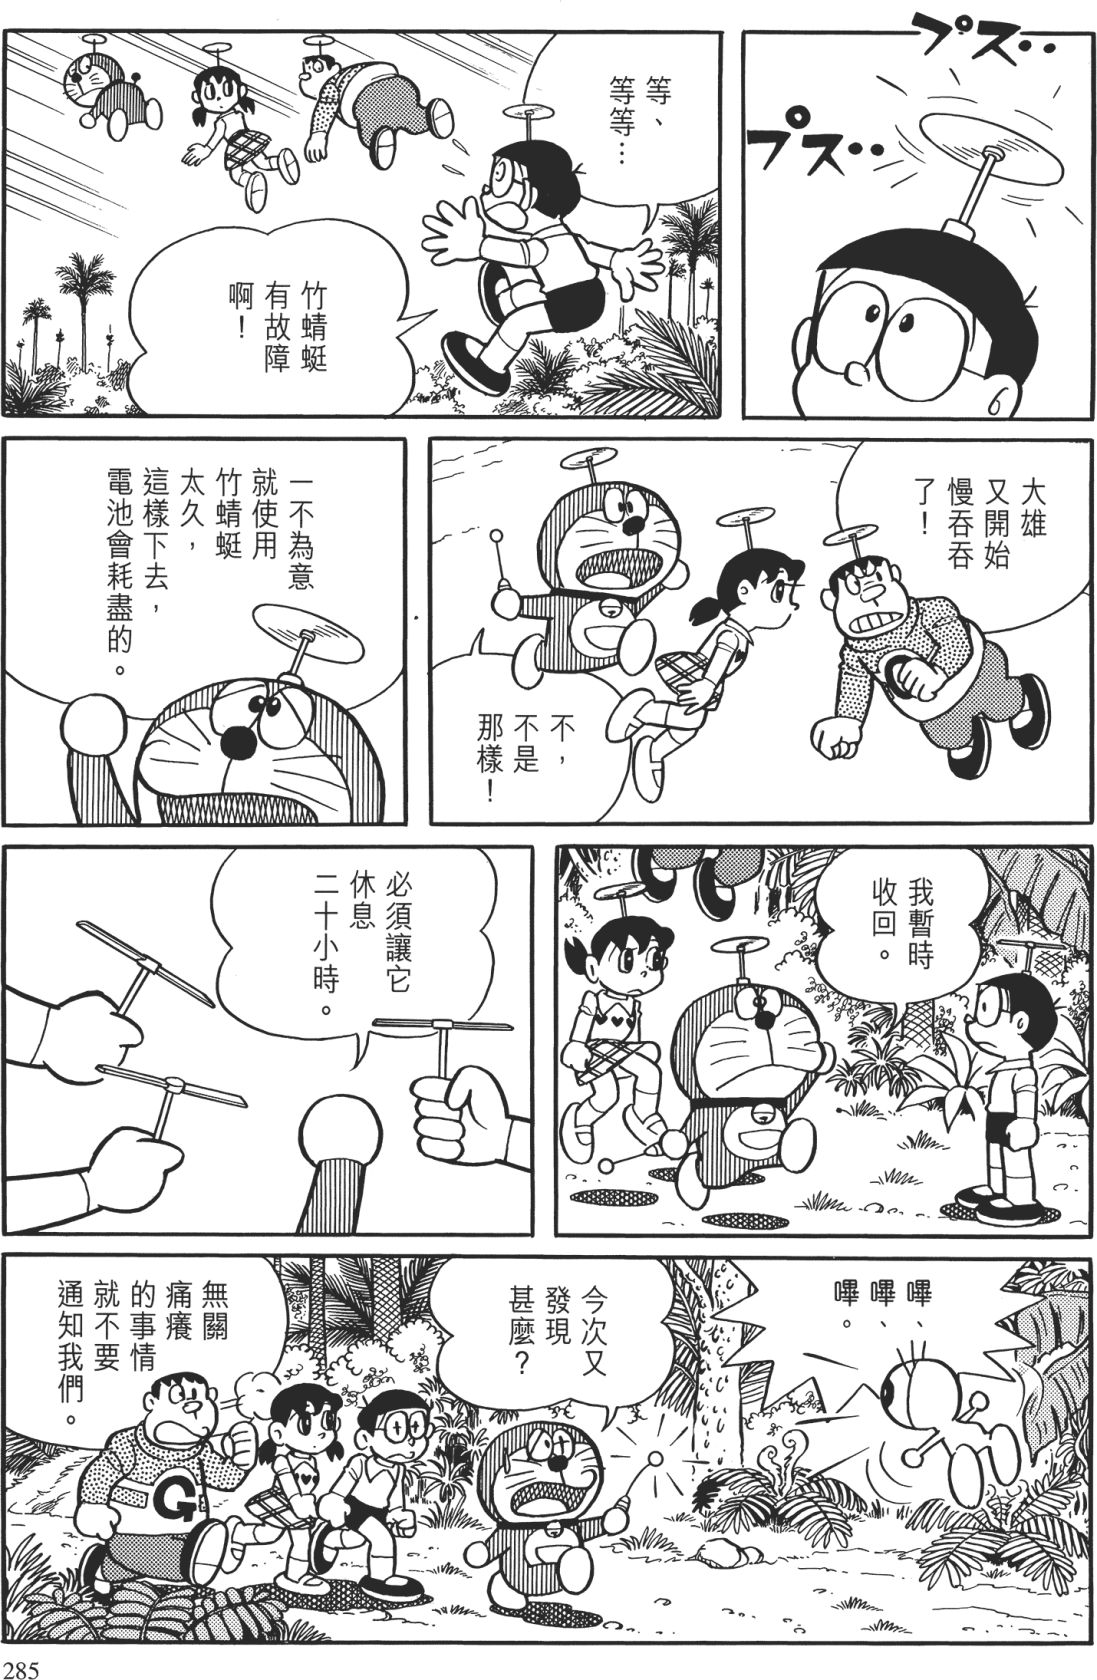 プス・・
プス・・
等、
等等…
竹蜻蜓
有故障
啊！
大雄
又開始
慢吞吞
了！
不，
不是
那樣！
一不為意
就使用
竹蜻蜓
太久，
這樣下去，
電池會耗盡的。
我暫時
收回。
必須讓它
休息
二十小時。
嗶
嗶、
嗶、。
今次又
發現
甚麼？
無關
痛癢
的事情
就不要
通知我們。
G
285